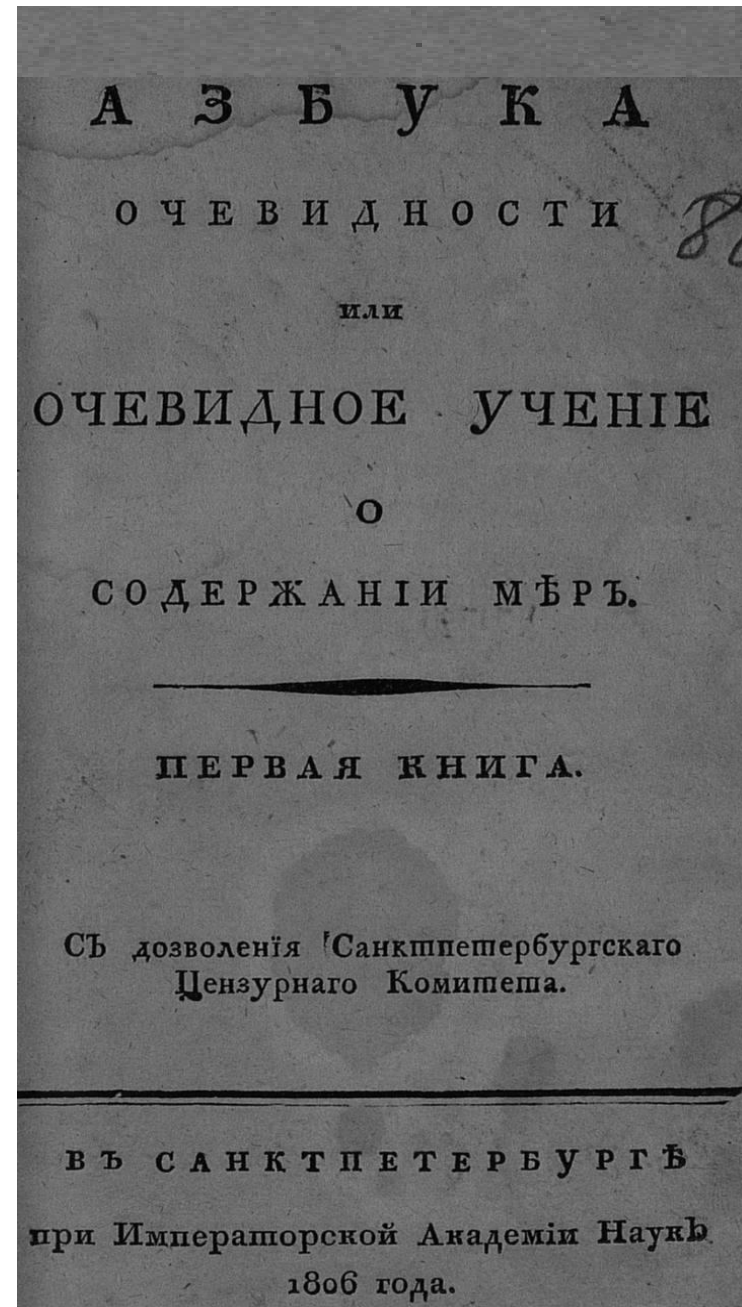 АЗБУКА
ОЧЕВИДНОСТИ
или
ОЧЕВИДНОЕ УЧЕНІЕ
О
СОДЕРЖАНІИ МѢРЪ.
ПЕРВАЯ КНИГА.
СЪ дозволенїя Санктпетербургскаго
Цензурнаго Комитета.
ВЪ САНКТПЕТЕРБУРГѢ
при Императорской Академіи НаукЪ
1806 года.